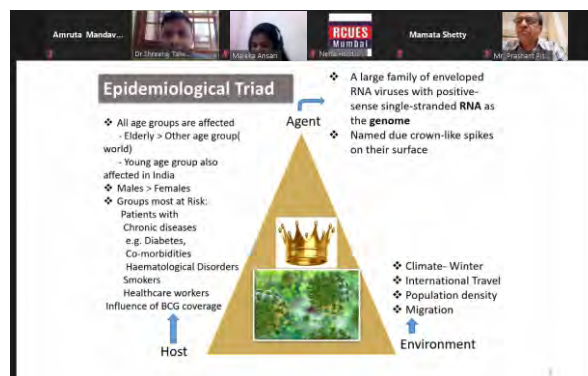 Amruta Mandav...
Dr.Shreeraj Take...
Maleka Ansari
RCUES
Mumbai
Mamata Shetty
Mr. Prashant Pis...
Epidemiological Triad
❖ All age groups are affected
- Elderly > Other age group(
world)
- Young age group also
affected in India
❖ Males > Females
❖ Groups most at Risk:
Patients with
Chronic diseases
e.g. Diabetes,
Co-morbidities
Haematological Disorders
Smokers
Healthcare workers
Influence of BCG coverage
Host
Agent
❖ A large family of enveloped
RNA viruses with positive-
sense single-stranded RNA as
the genome
❖ Named due crown-like spikes
on their surface
❖ Climate- Winter
❖ International Travel
❖ Population density
❖ Migration
Environment